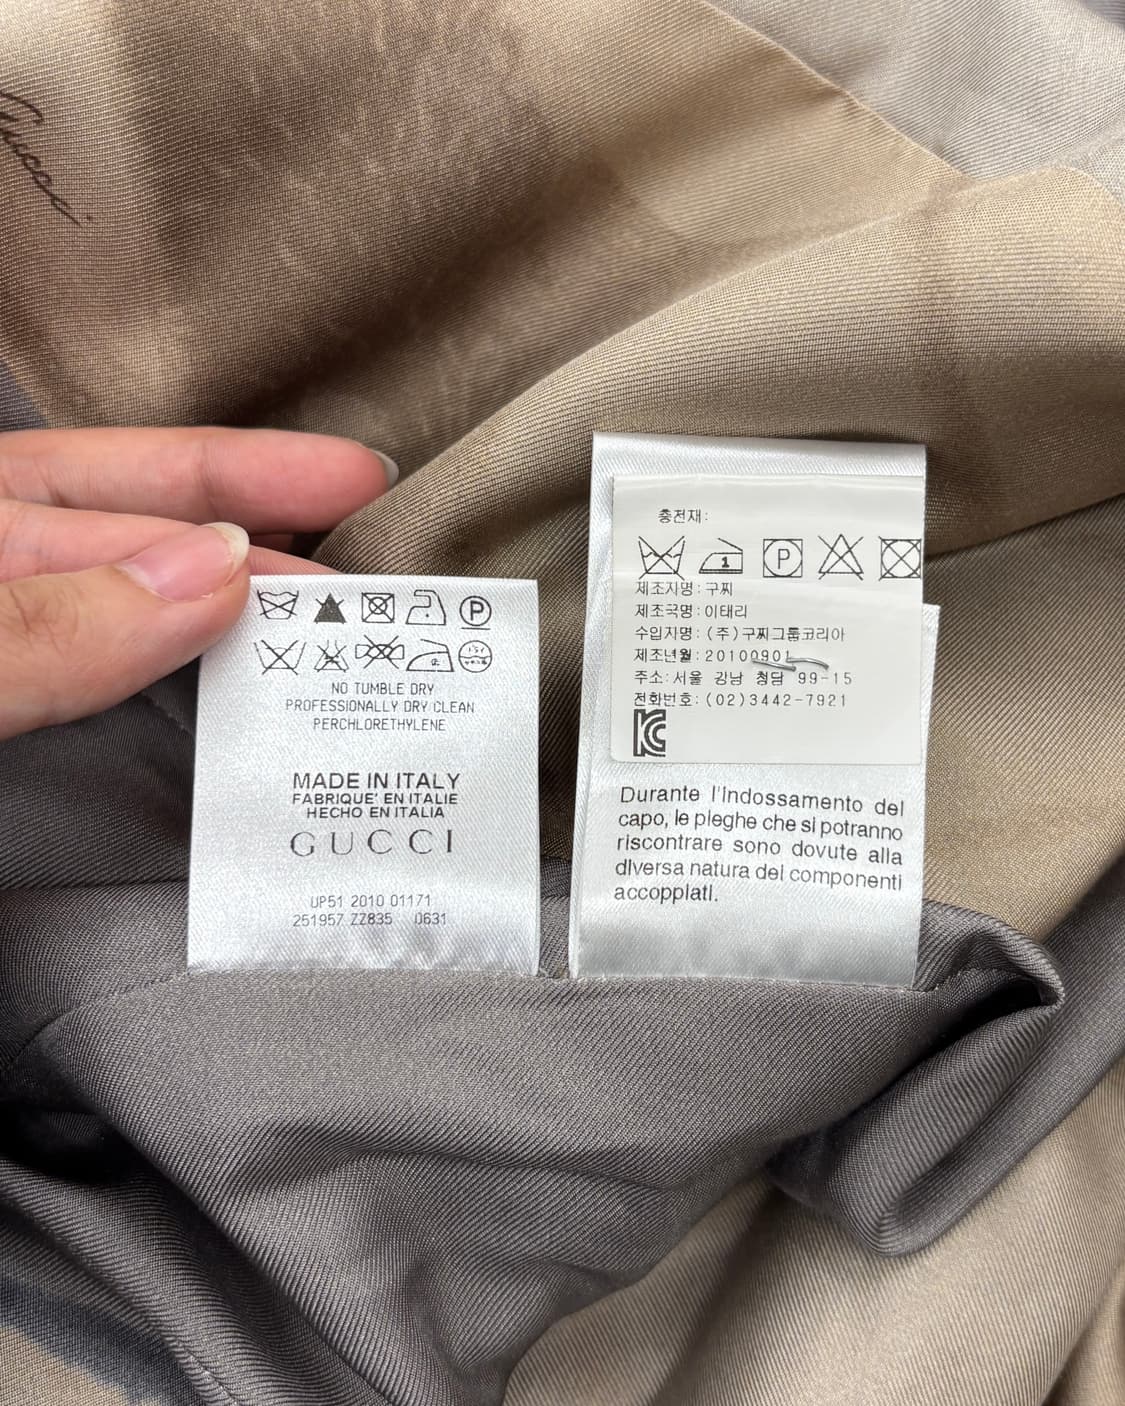 Gucci
NO TUMBLE DRY
PROFESSIONALLY DRY CLEAN
PERCHLORETHYLENE
MADE IN ITALY
FABRIQUE' EN ITALIE
HECHO EN ITALIA
GUCCI
UP51 2010 01171
251957 ZZ835 0631
충전재:
1
P
제조자명:구찌
제조국명:이태리
수입자명:(주)구찌그룹코리아
제조년월:20100901
주소:서울 강남 청담 99-15
전화번호:(02)3442-7921
KC
Durante l'indossamento del
capo, le pieghe che si potranno
riscontrare sono dovute alla
diversa natura dei componenti
accoppiati.